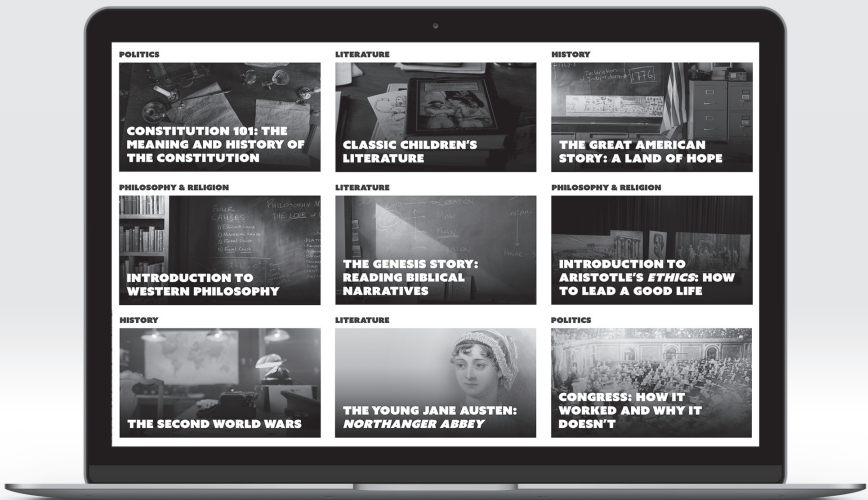 POLITICS
CONSTITUTION 101: THE
MEANING AND HISTORY OF
THE CONSTITUTION
LITERATURE
CLASSIC CHILDREN'S
LITERATURE
HISTORY
1776
THE GREAT AMERICAN
STORY: A LAND OF HOPE
PHILOSOPHY & RELIGION
FOUR
CAUSES
INTRODUCTION TO
WESTERN PHILOSOPHY
LITERATURE
THE GENESIS STORY:
READING BIBLICAL
NARRATIVES
PHILOSOPHY & RELIGION
INTRODUCTION TO
ARISTOTLE'S ETHICS: HOW
TO LEAD A GOOD LIFE
HISTORY
THE SECOND WORLD WARS
LITERATURE
THE YOUNG JANE AUSTEN:
NORTHANGER ABBEY
POLITICS
CONGRESS: HOW IT
WORKED AND WHY IT
DOESN'T